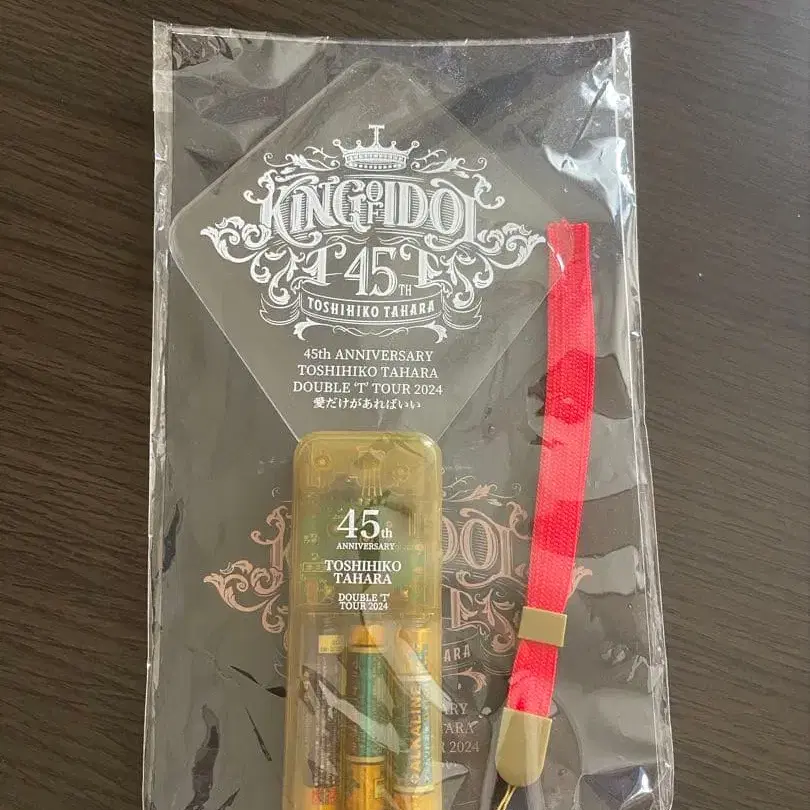 T
KING OF IDOL
T 45TH T
TOSHIHIKO TAHARA
45th ANNIVERSARY
TOSHIHIKO TAHARA
DOUBLE 'T' TOUR 2024
愛だけがあればいい
45th
ANNIVERSARY
TOSHIHIKO
TAHARA
DOUBLE 'T'
TOUR 2024
ALKALINE